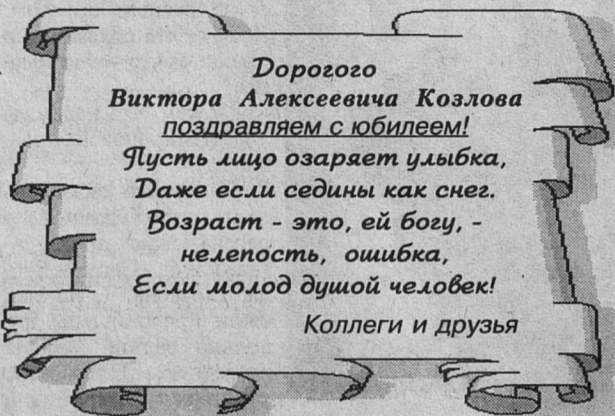 Дорогого
Виктора Алексеевича Козлова
поздравляем с юбилеем!
Пусть лицо озаряет улыбка,
Даже если седины как снег.
Возраст - это, ей богу, -
нелепость, ошибка,
Если молод душой человек!
Коллеги и друзья